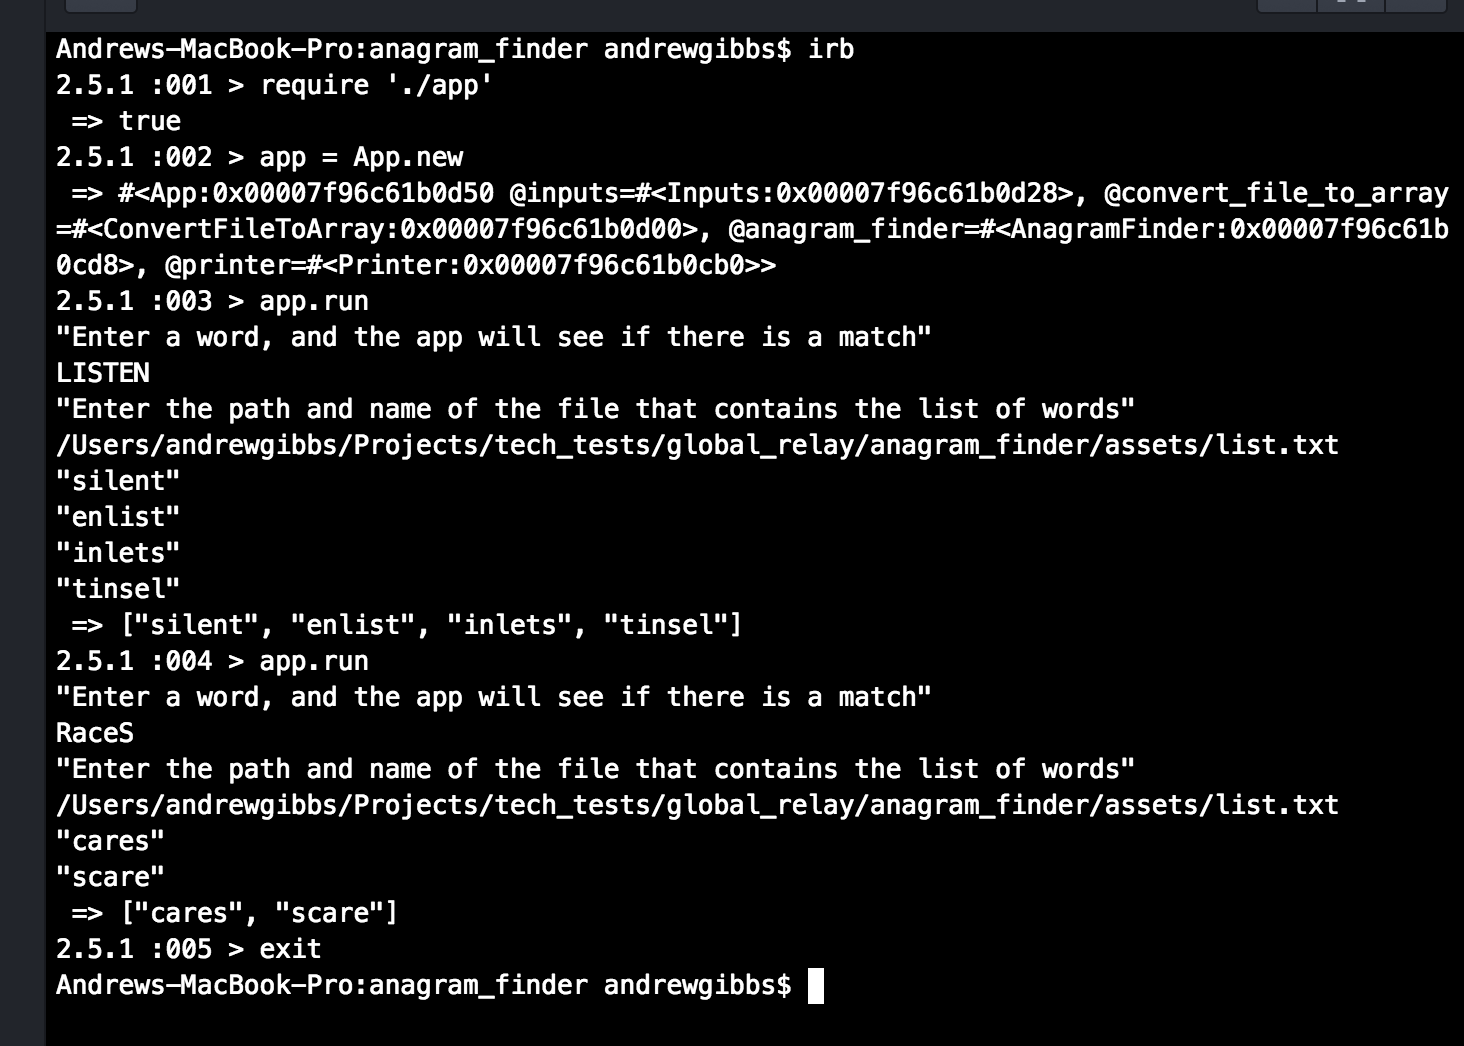 Andrews-MacBook-Pro:anagram_finder andrewgibbs$ irb
2.5.1 :001 > require './app'
 => true
2.5.1 :002 > app = App.new
 => #<App:0x00007f96c61b0d50 @inputs=#<Inputs:0x00007f96c61b0d28>, @convert_file_to_array
=#<ConvertFileToArray:0x00007f96c61b0d00>, @anagram_finder=#<AnagramFinder:0x00007f96c61b
0cd8>, @printer=#<Printer:0x00007f96c61b0cb0>>
2.5.1 :003 > app.run
"Enter a word, and the app will see if there is a match"
LISTEN
"Enter the path and name of the file that contains the list of words"
/Users/andrewgibbs/Projects/tech_tests/global_relay/anagram_finder/assets/list.txt
"silent"
"enlist"
"inlets"
"tinsel"
 => ["silent", "enlist", "inlets", "tinsel"]
2.5.1 :004 > app.run
"Enter a word, and the app will see if there is a match"
RaceS
"Enter the path and name of the file that contains the list of words"
/Users/andrewgibbs/Projects/tech_tests/global_relay/anagram_finder/assets/list.txt
"cares"
"scare"
 => ["cares", "scare"]
2.5.1 :005 > exit
Andrews-MacBook-Pro:anagram_finder andrewgibbs$